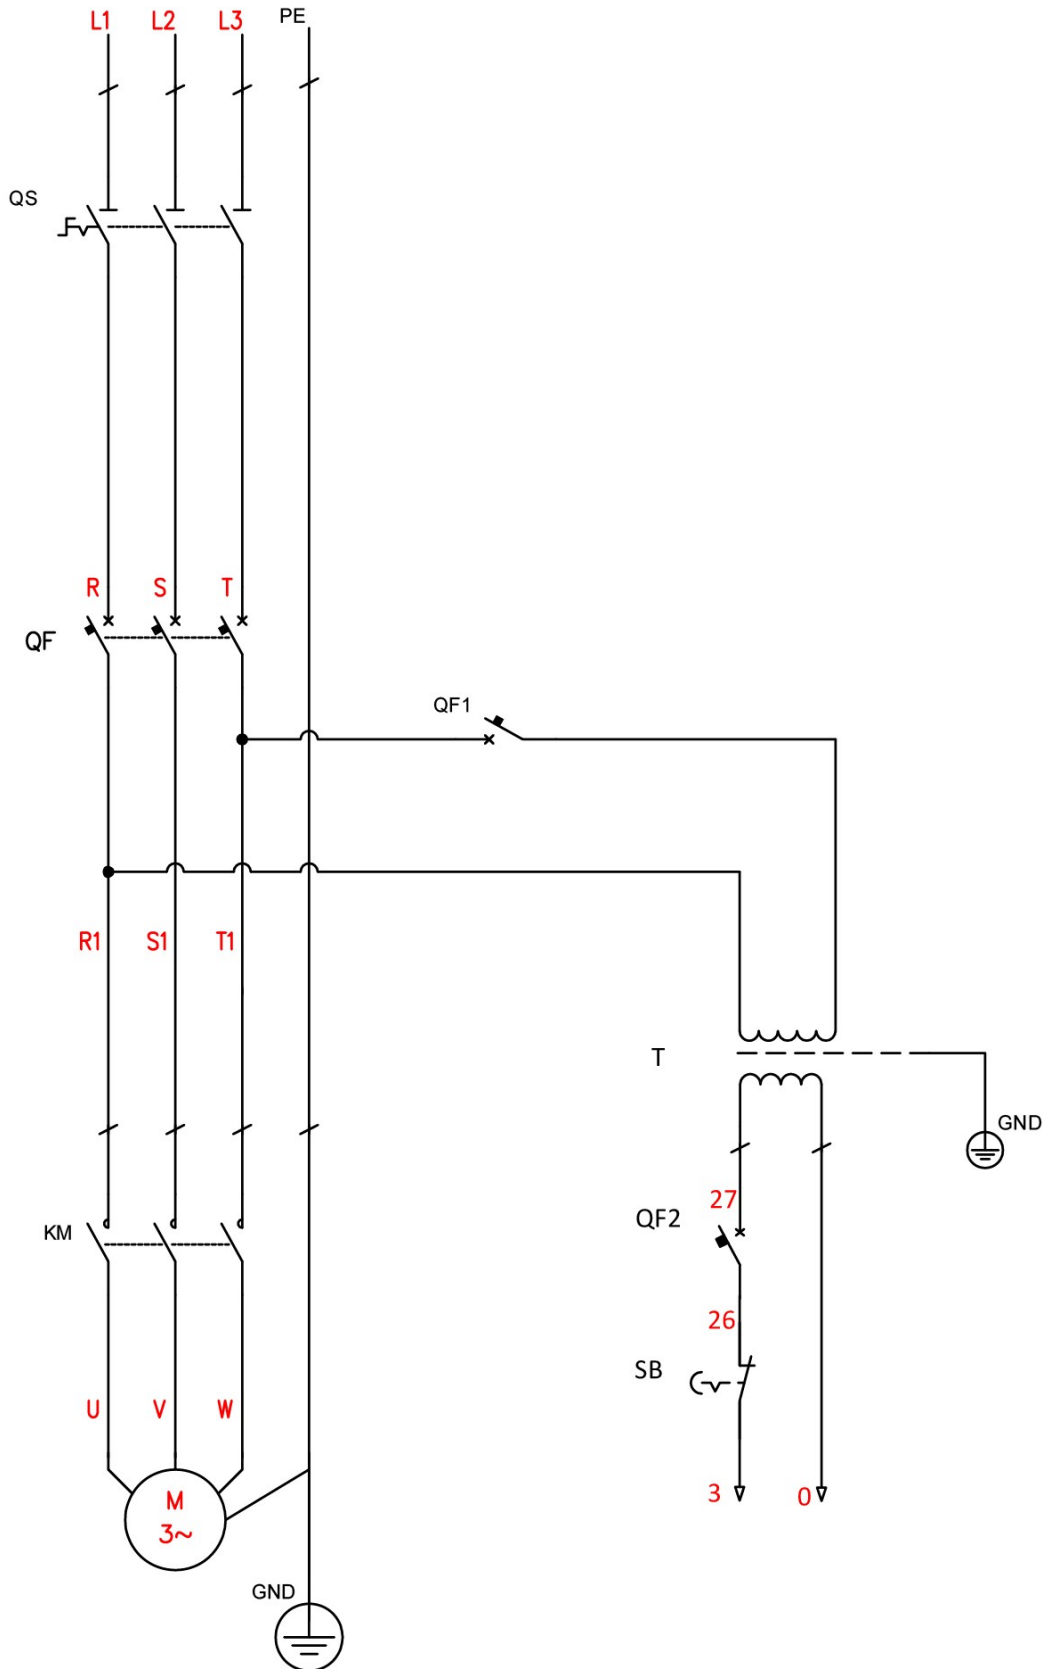 L1 L2 L3 PE
QS
R S T
QF
QF1
R1 S1 T1
T
GND
27
QF2
KM
26
SB
U V W
3 0
M
3~
GND